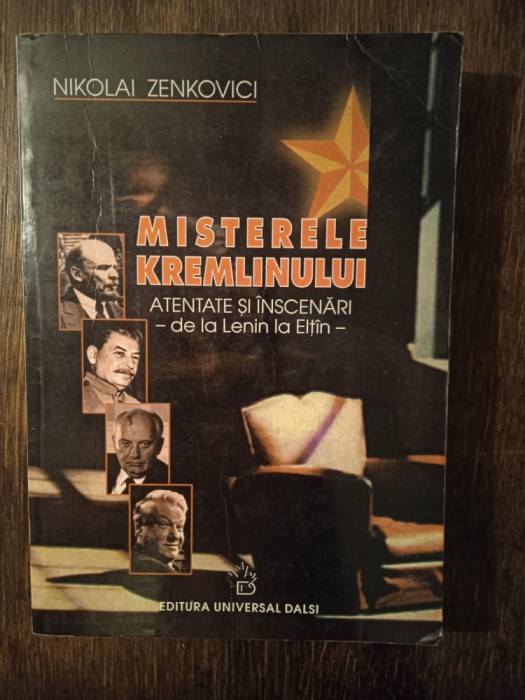 NIKOLAI ZENKOVICI
MISTERELE
KREMLINULUI
ATENTATE ȘI ÎNSCENĂRI
– de la Lenin la Elțîn –
EDITURA UNIVERSAL DALSI